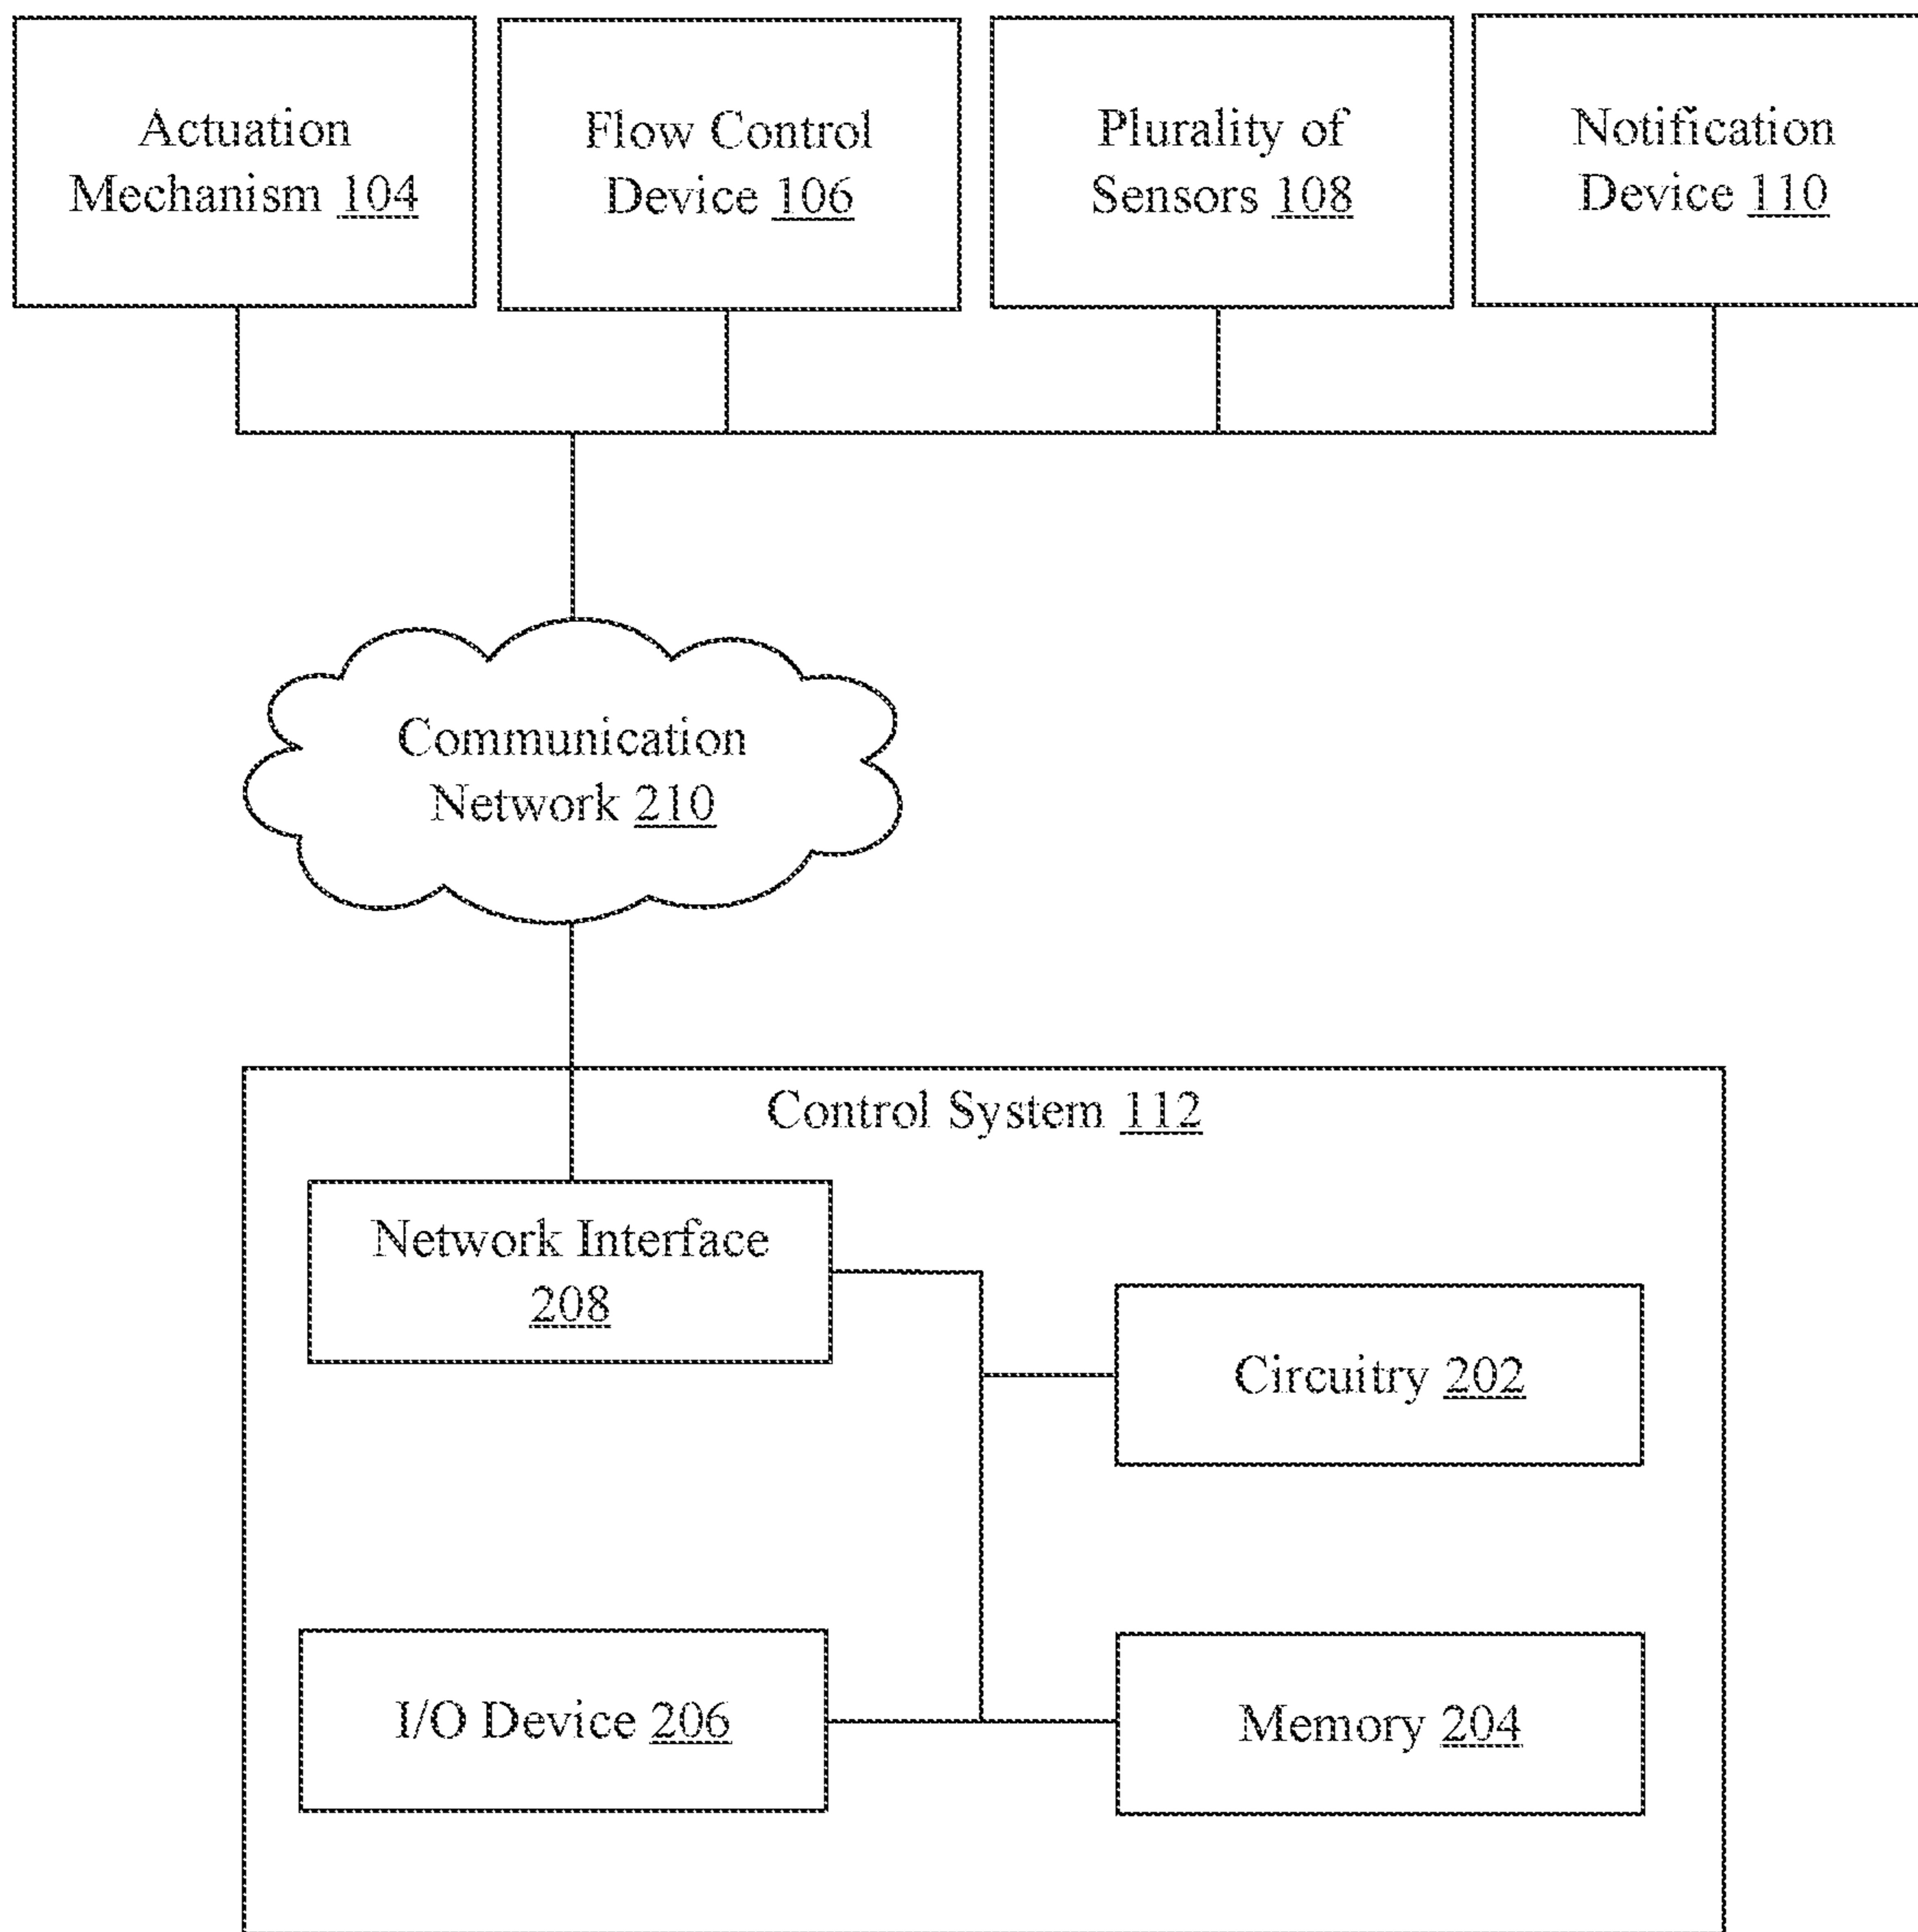 Actuation
Mechanism 104
Flow Control
Device 106
Plurality of
Sensors 108
Notification
Device 110
Communication
Network 210
Control System 112
Network Interface
208
Circuitry 202
I/O Device 206
Memory 204